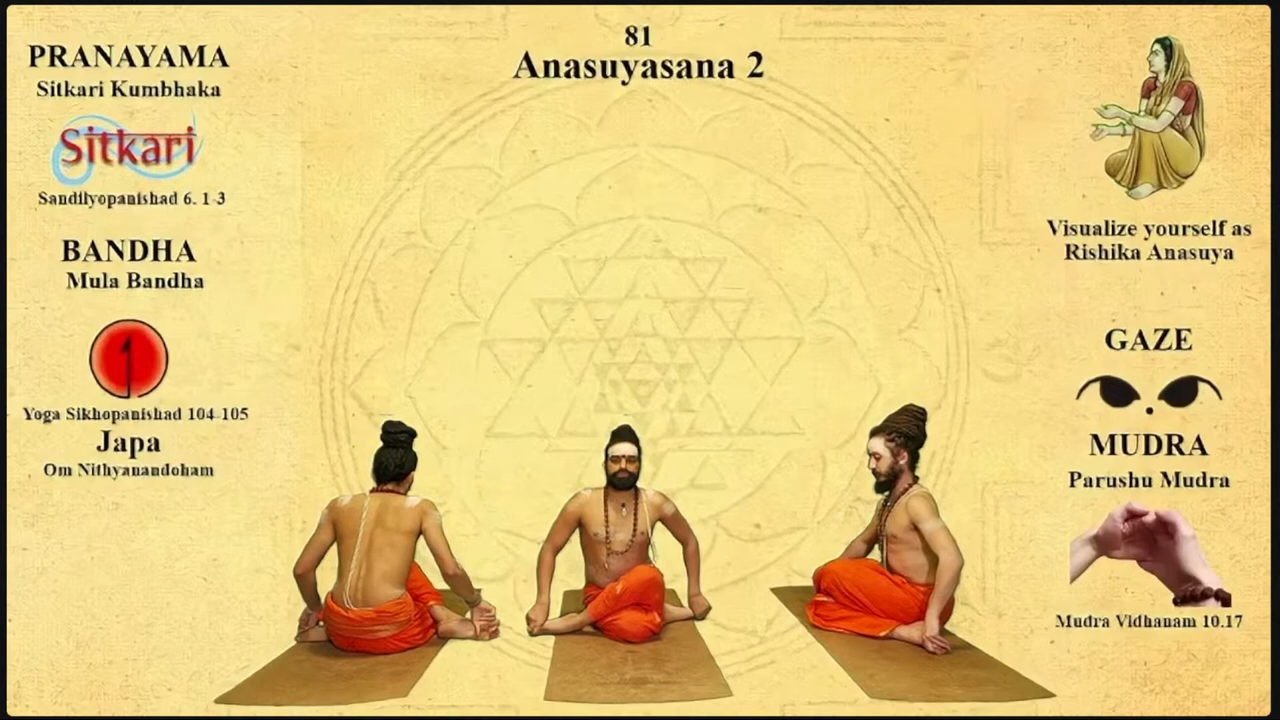 81
Anasuyasana 2
PRANAYAMA
Sitkari Kumbhaka
Sitkari
Sandilyopanishad 6. 1-3
BANDHA
Mula Bandha
1
Yoga Sikhopanishad 104-105
Japa
Om Nithyanandoham
Visualize yourself as
Rishika Anasuya
GAZE
MUDRA
Parushu Mudra
Mudra Vidhanam 10.17